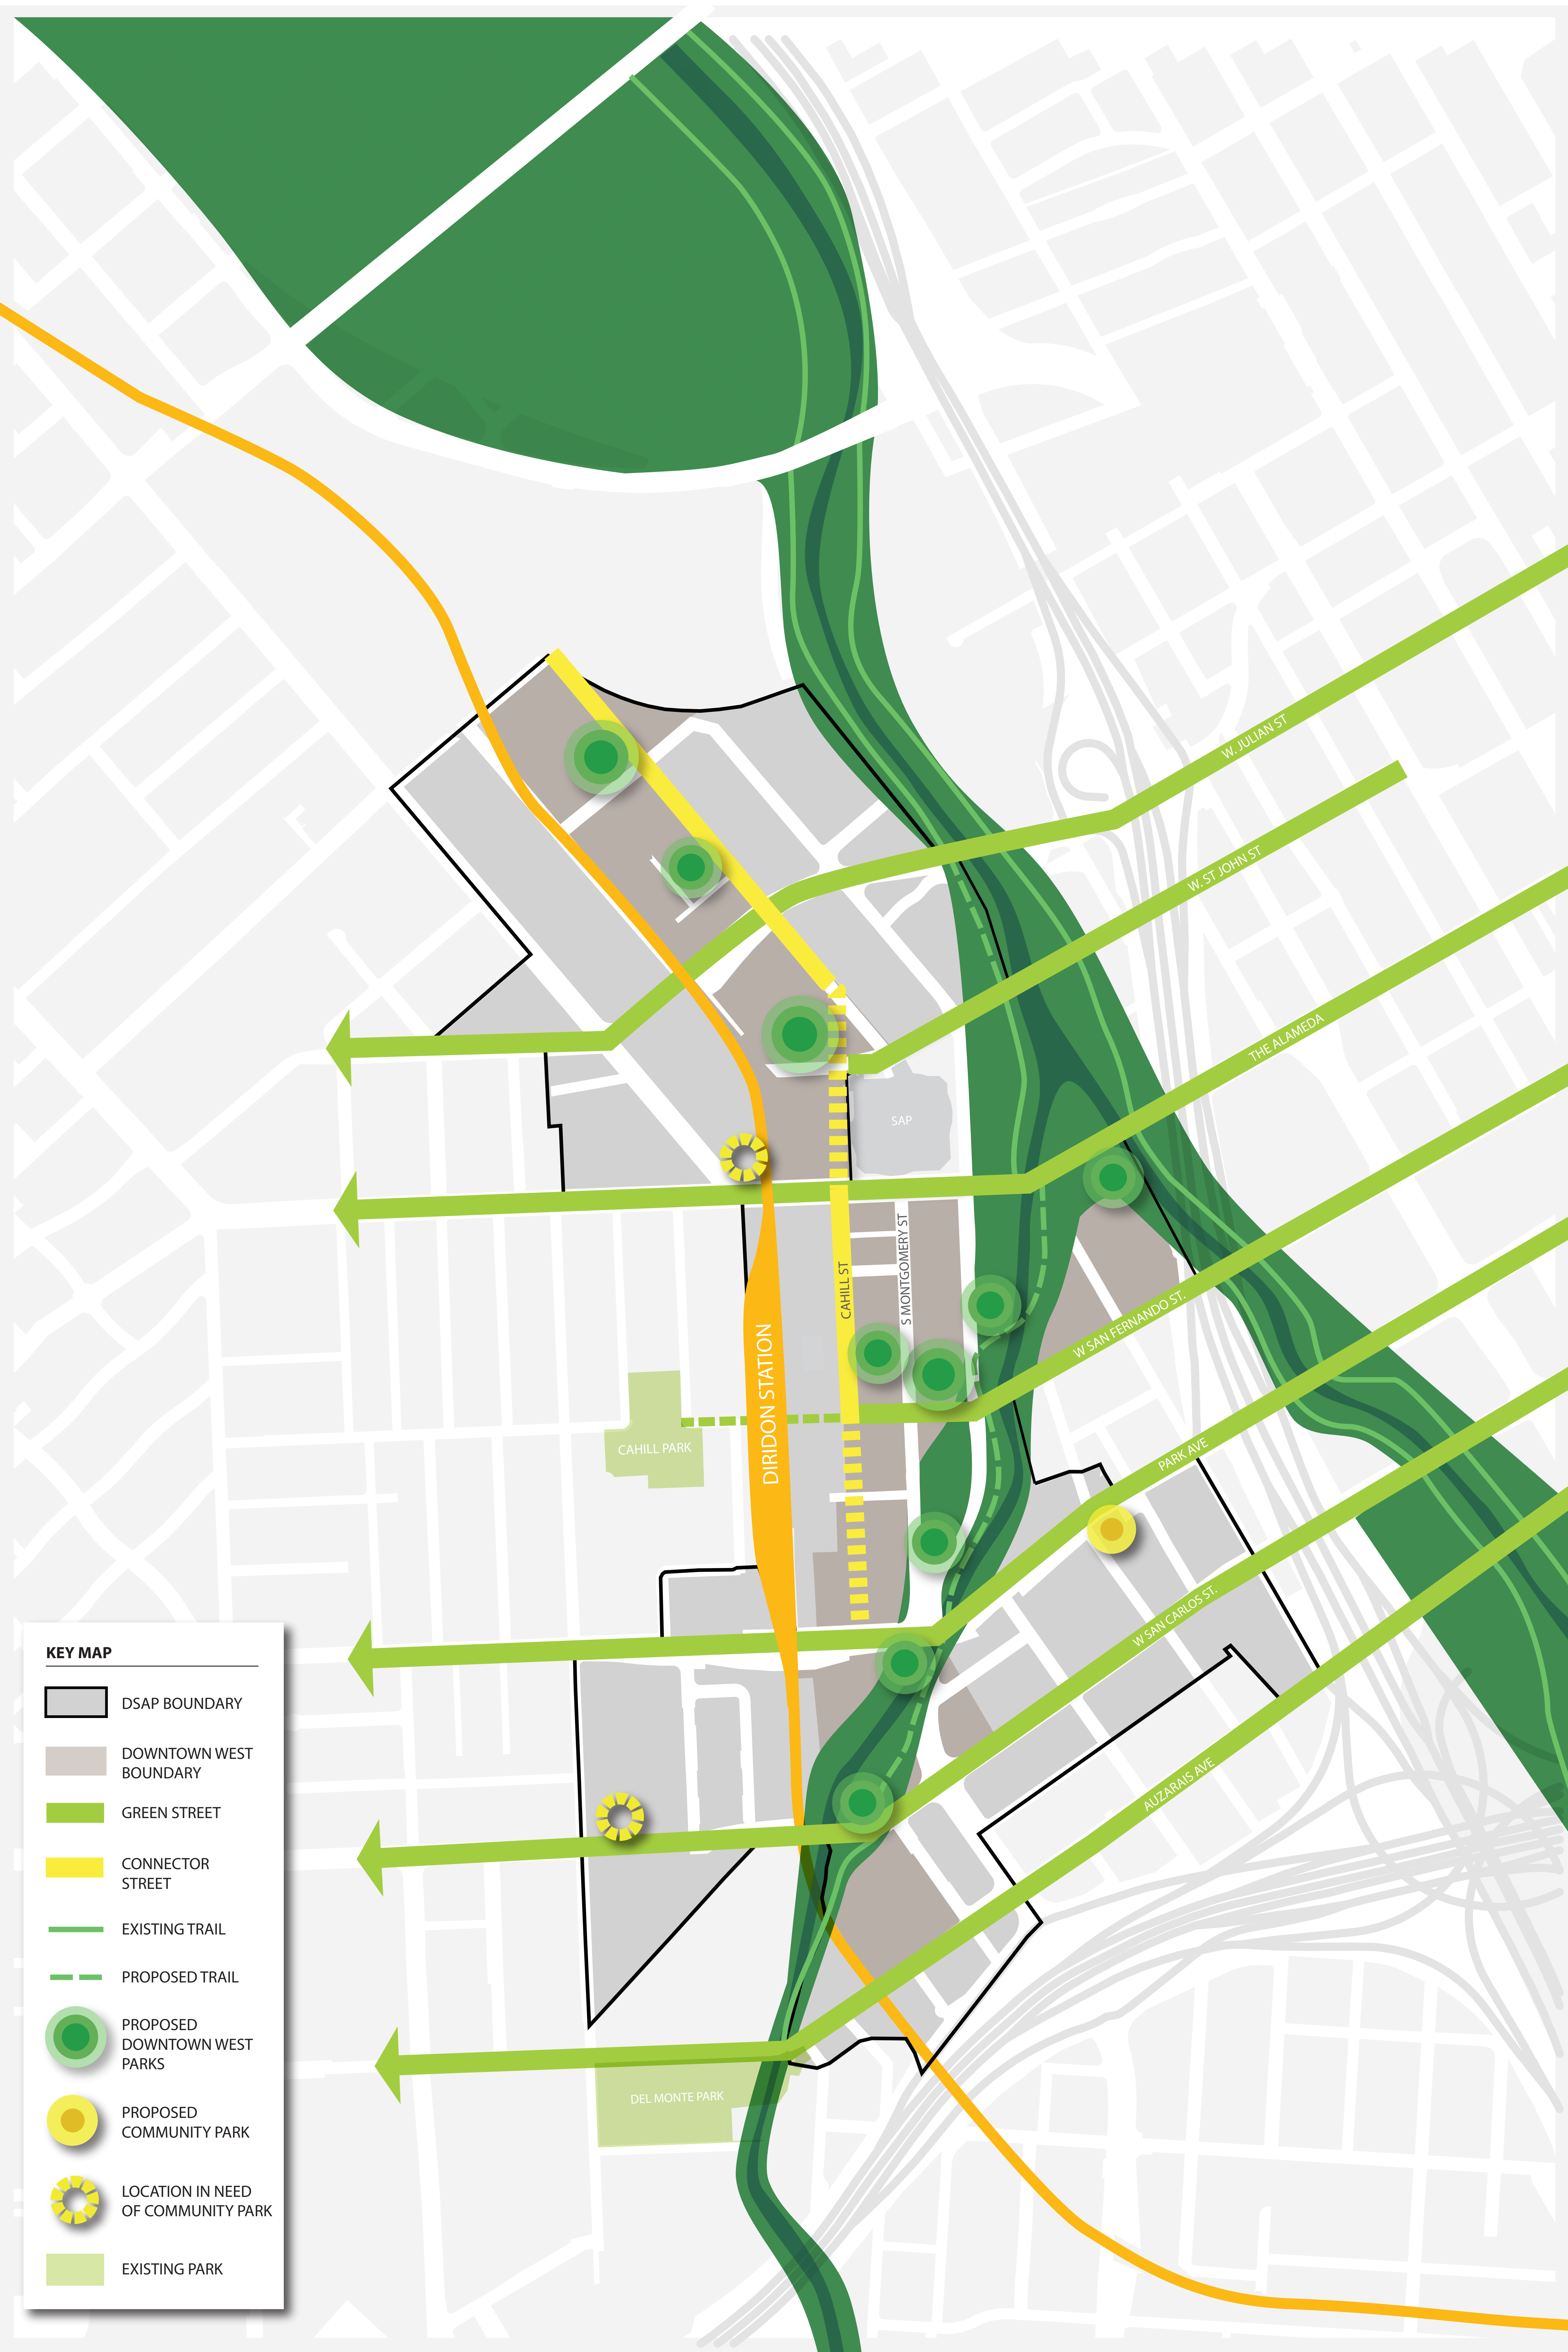 W. JULIAN ST
W. ST JOHN ST
THE ALAMEDA
SAP
S MONTGOMERY ST
CAHILL ST
W SAN FERNANDO ST.
DIRIDON STATION
CAHILL PARK
PARK AVE
W SAN CARLOS ST.
AUZARAIS AVE
DEL MONTE PARK
KEY MAP
DSAP BOUNDARY
DOWNTOWN WEST
BOUNDARY
GREEN STREET
CONNECTOR
STREET
EXISTING TRAIL
PROPOSED TRAIL
PROPOSED
DOWNTOWN WEST
PARKS
PROPOSED
COMMUNITY PARK
LOCATION IN NEED
OF COMMUNITY PARK
EXISTING PARK